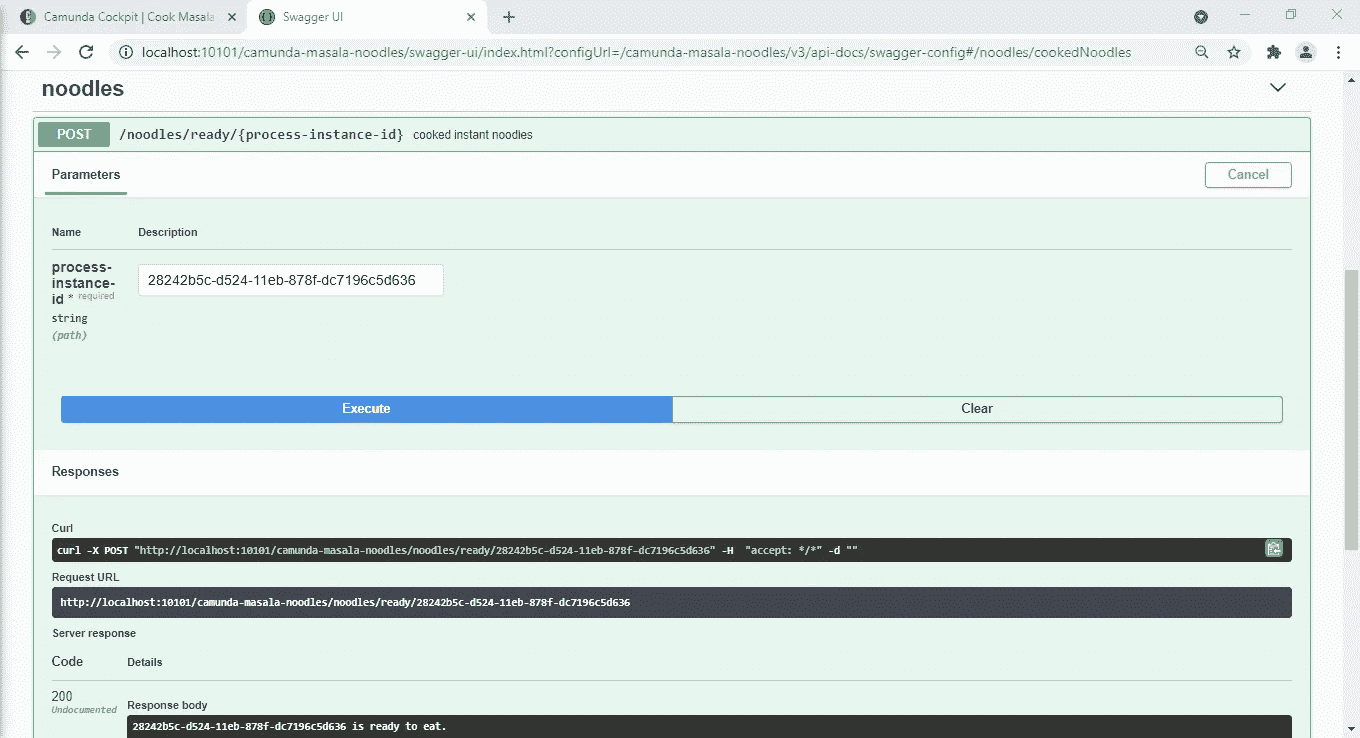 Camunda Cockpit | Cook Masala
Swagger UI
localhost:10101/camunda-masala-noodles/swagger-ui/index.html?configUrl=/camunda-masala-noodles/v3/api-docs/swagger-config#/noodles/cookedNoodles
noodles
POST /noodles/ready/{process-instance-id} cooked instant noodies
Parameters
Cancel
Name Description
process-
instance-
id * required
string
(path)
28242b5c-d524-11eb-878f-dc7196c5d636
Execute
Clear
Responses
Curl
curl -X POST "http://localhost:10101/camunda-masala-noodles/noodles/ready/28242b5c-d524-11eb-878f-dc7196c5d636" -H  "accept: */*" -d ""
Request URL
http://localhost:10101/camunda-masala-noodles/noodles/ready/28242b5c-d524-11eb-878f-dc7196c5d636
Server response
Code Details
200
Undocumented
Response body
28242b5c-d524-11eb-878f-dc7196c5d636 is ready to eat.